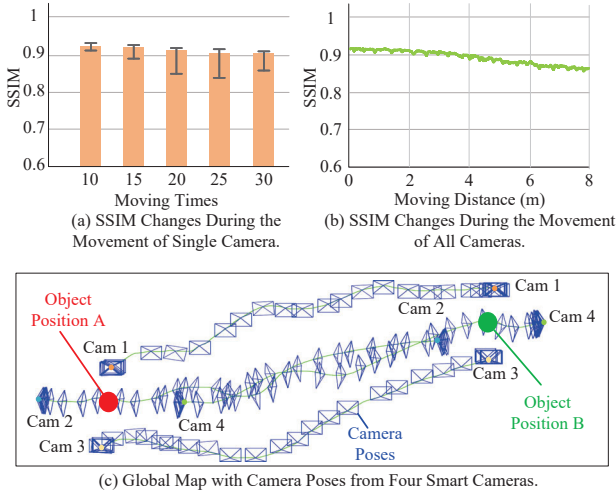 SSIM
1
0.9
0.9
0.8
0.7
0.6
10 15 20 25 30
Moving Times
(a) SSIM Changes During the
Movement of Single Camera.
SSIM
1
0.9
1
0.8
0.7
0.6
0 2 4 6 8
Moving Distance (m)
(b) SSIM Changes During the Movement
of All Cameras.
Object
Position A
Cam 1
Cam 2
Cam 3
Cam 4
Cam 1
Cam 2
Cam 4
Cam 3
Camera
Poses
Object
Position B
(c) Global Map with Camera Poses from Four Smart Cameras.